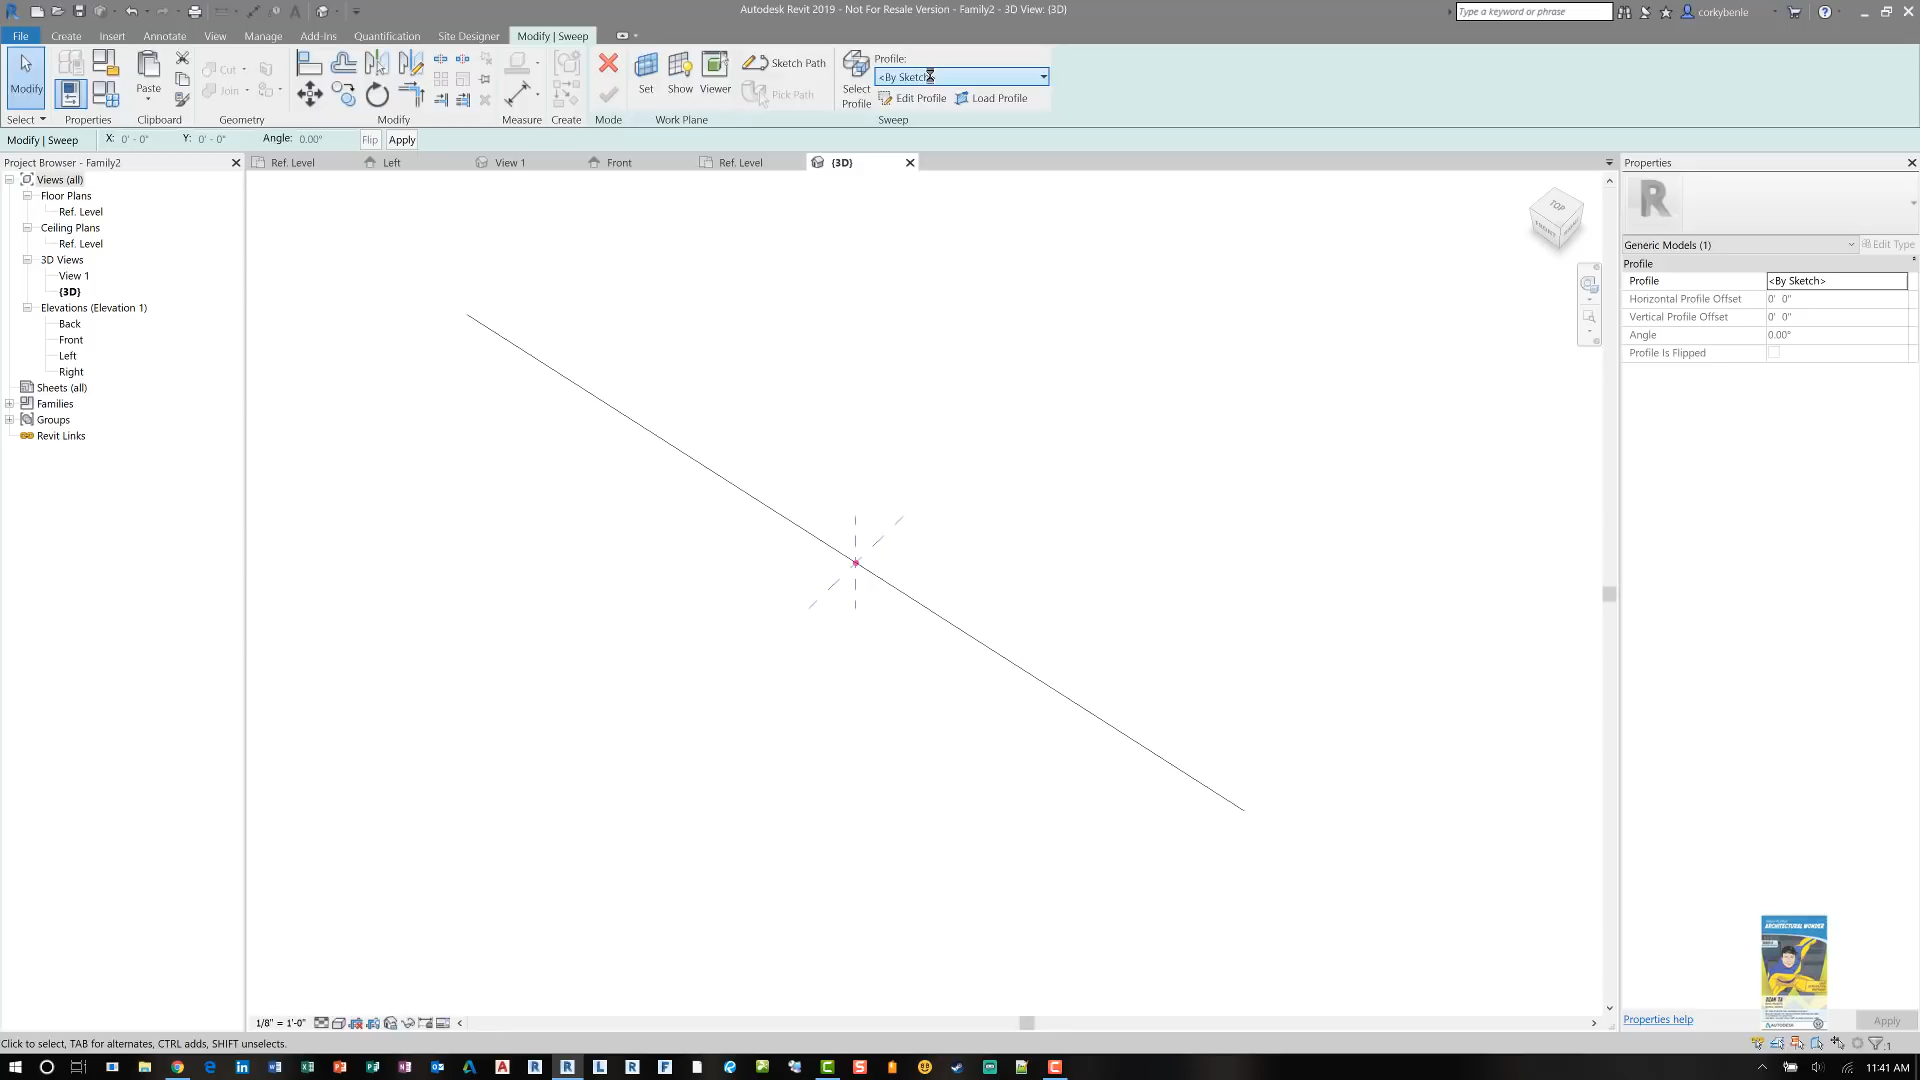 Autodesk Revit 2019 - Not For Resale Version - Family2 - 3D View: {3D}
Type a keyword or phrase
corkybenle
File Create Insert Annotate View Manage Add-Ins Quantification Site Designer Modify | Sweep
Modify
Paste
Cut
Join
Set
Show
Viewer
Sketch Path
Pick Path
Select
Profile
Profile:
<By Sketch>
Edit Profile
Load Profile
Select Properties Clipboard Geometry Modify Measure Create Mode Work Plane Sweep
Modify | Sweep X: 0' - 0" Y: 0' - 0" Angle: 0.00° Flip Apply
Project Browser - Family2
Ref. Level Left View 1 Front Ref. Level {3D}
Views (all)
Floor Plans
Ref. Level
Ceiling Plans
Ref. Level
3D Views
View 1
{3D}
Elevations (Elevation 1)
Back
Front
Left
Right
Sheets (all)
Families
Groups
Revit Links
TOP
FRONT
Properties
R
Generic Models (1)
Edit Type
Profile
Profile <By Sketch>
Horizontal Profile Offset 0' 0"
Vertical Profile Offset 0' 0"
Angle 0.00°
Profile Is Flipped
ARCHITECTURAL WONDER
AUTODESK
Properties help
Apply
1/8" = 1'-0"
Click to select, TAB for alternates, CTRL adds, SHIFT unselects.
:1
11:41 AM